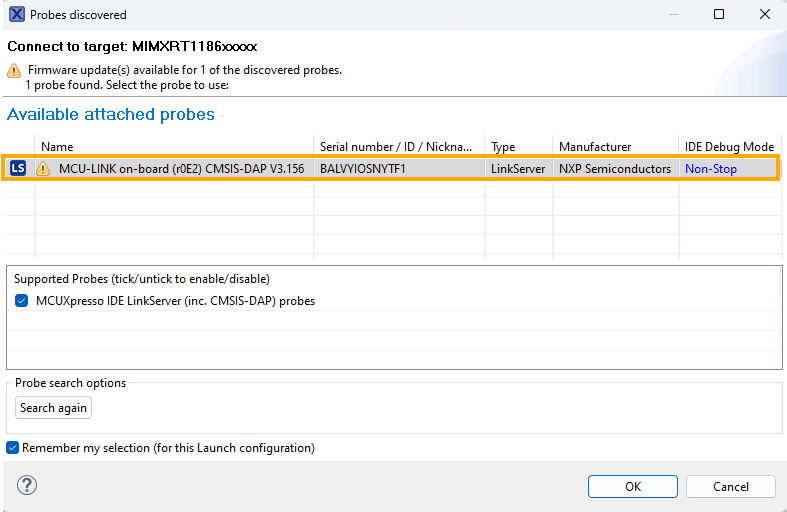 Probes discovered
Connect to target: MIMXRT1186xxxxx
Firmware update(s) available for 1 of the discovered probes.
1 probe found. Select the probe to use:
Available attached probes
Name Serial number / ID / Nickna... Type Manufacturer IDE Debug Mode
LS MCU-LINK on-board (r0E2) CMSIS-DAP V3.156 BALVYIOSNYTF1 LinkServer NXP Semiconductors Non-Stop
Supported Probes (tick/untick to enable/disable)
MCUXpresso IDE LinkServer (inc. CMSIS-DAP) probes
Probe search options
Search again
Remember my selection (for this Launch configuration)
? OK Cancel